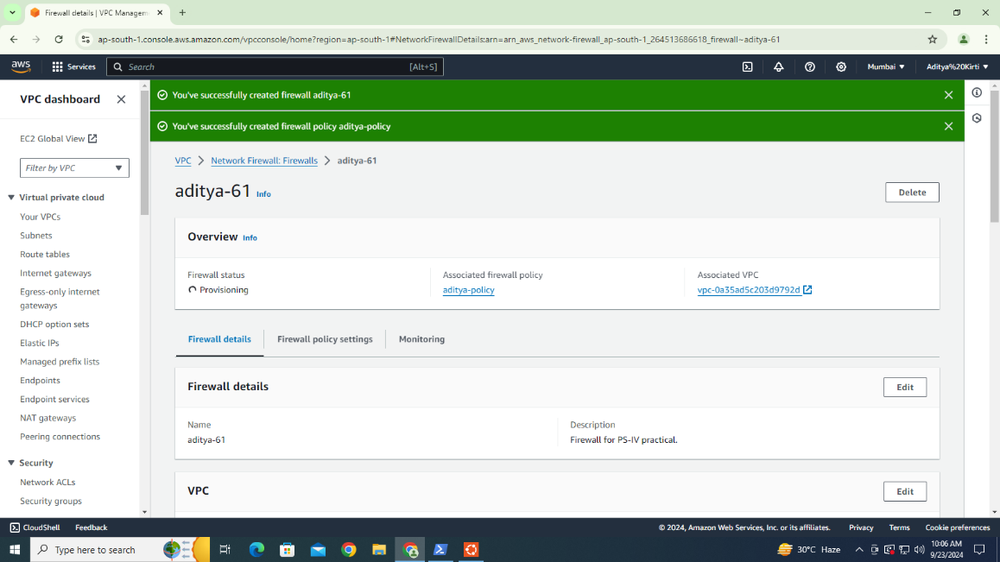 Firewall details | VPC Managem
ap-south-1.console.aws.amazon.com/vpcconsole/home?region=ap-south-1#NetworkFirewallDetails:arn=arn_aws_network-firewall_ap-south-1_264513686618_firewall~aditya-61
aws
Services
Search
[Alt+S]
Mumbai
Aditya%20Kirti
VPC dashboard
EC2 Global View
Filter by VPC
Virtual private cloud
Your VPCs
Subnets
Route tables
Internet gateways
Egress-only internet
gateways
DHCP option sets
Elastic IPs
Managed prefix lists
Endpoints
Endpoint services
NAT gateways
Peering connections
Security
Network ACLs
Security groups
You've successfully created firewall aditya-61
You've successfully created firewall policy aditya-policy
VPC
Network Firewall: Firewalls
aditya-61
aditya-61 Info
Delete
Overview Info
Firewall status
Provisioning
Associated firewall policy
aditya-policy
Associated VPC
vpc-0a35ad5c203d9792d
Firewall details
Firewall policy settings
Monitoring
Firewall details
Edit
Name
aditya-61
Description
Firewall for PS-IV practical.
VPC
Edit
CloudShell
Feedback
© 2024, Amazon Web Services, Inc. or its affiliates.
Privacy
Terms
Cookie preferences
Type here to search
30°C Haze
10:06 AM
9/23/2024